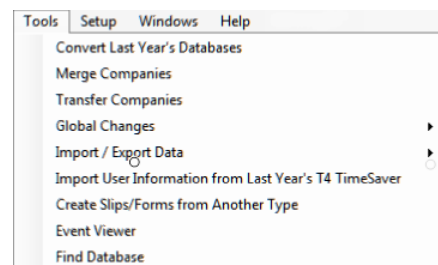 Tools Setup Windows Help
Convert Last Year's Databases
Merge Companies
Transfer Companies
Global Changes
Import / Export Data
Import User Information from Last Year's T4 TimeSaver
Create Slips/Forms from Another Type
Event Viewer
Find Database